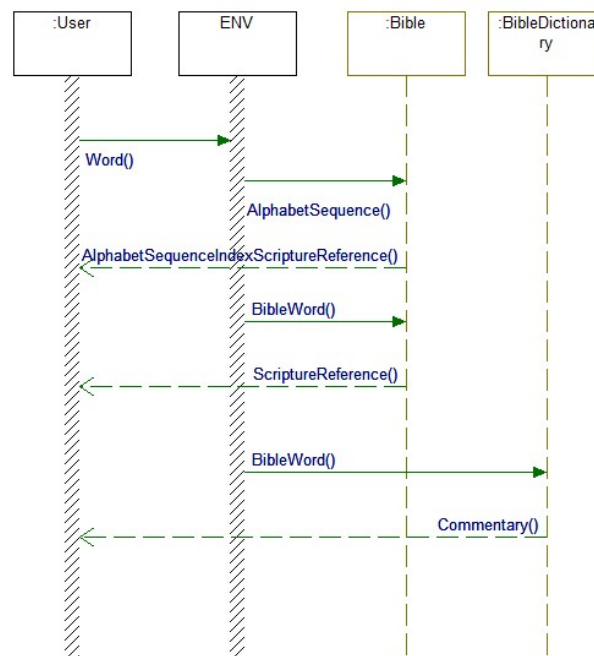 :User
ENV
:Bible
:BibleDictiona
ry
Word()
AlphabetSequence()
AlphabetSequenceIndexScriptureReference()
BibleWord()
ScriptureReference()
BibleWord()
Commentary()